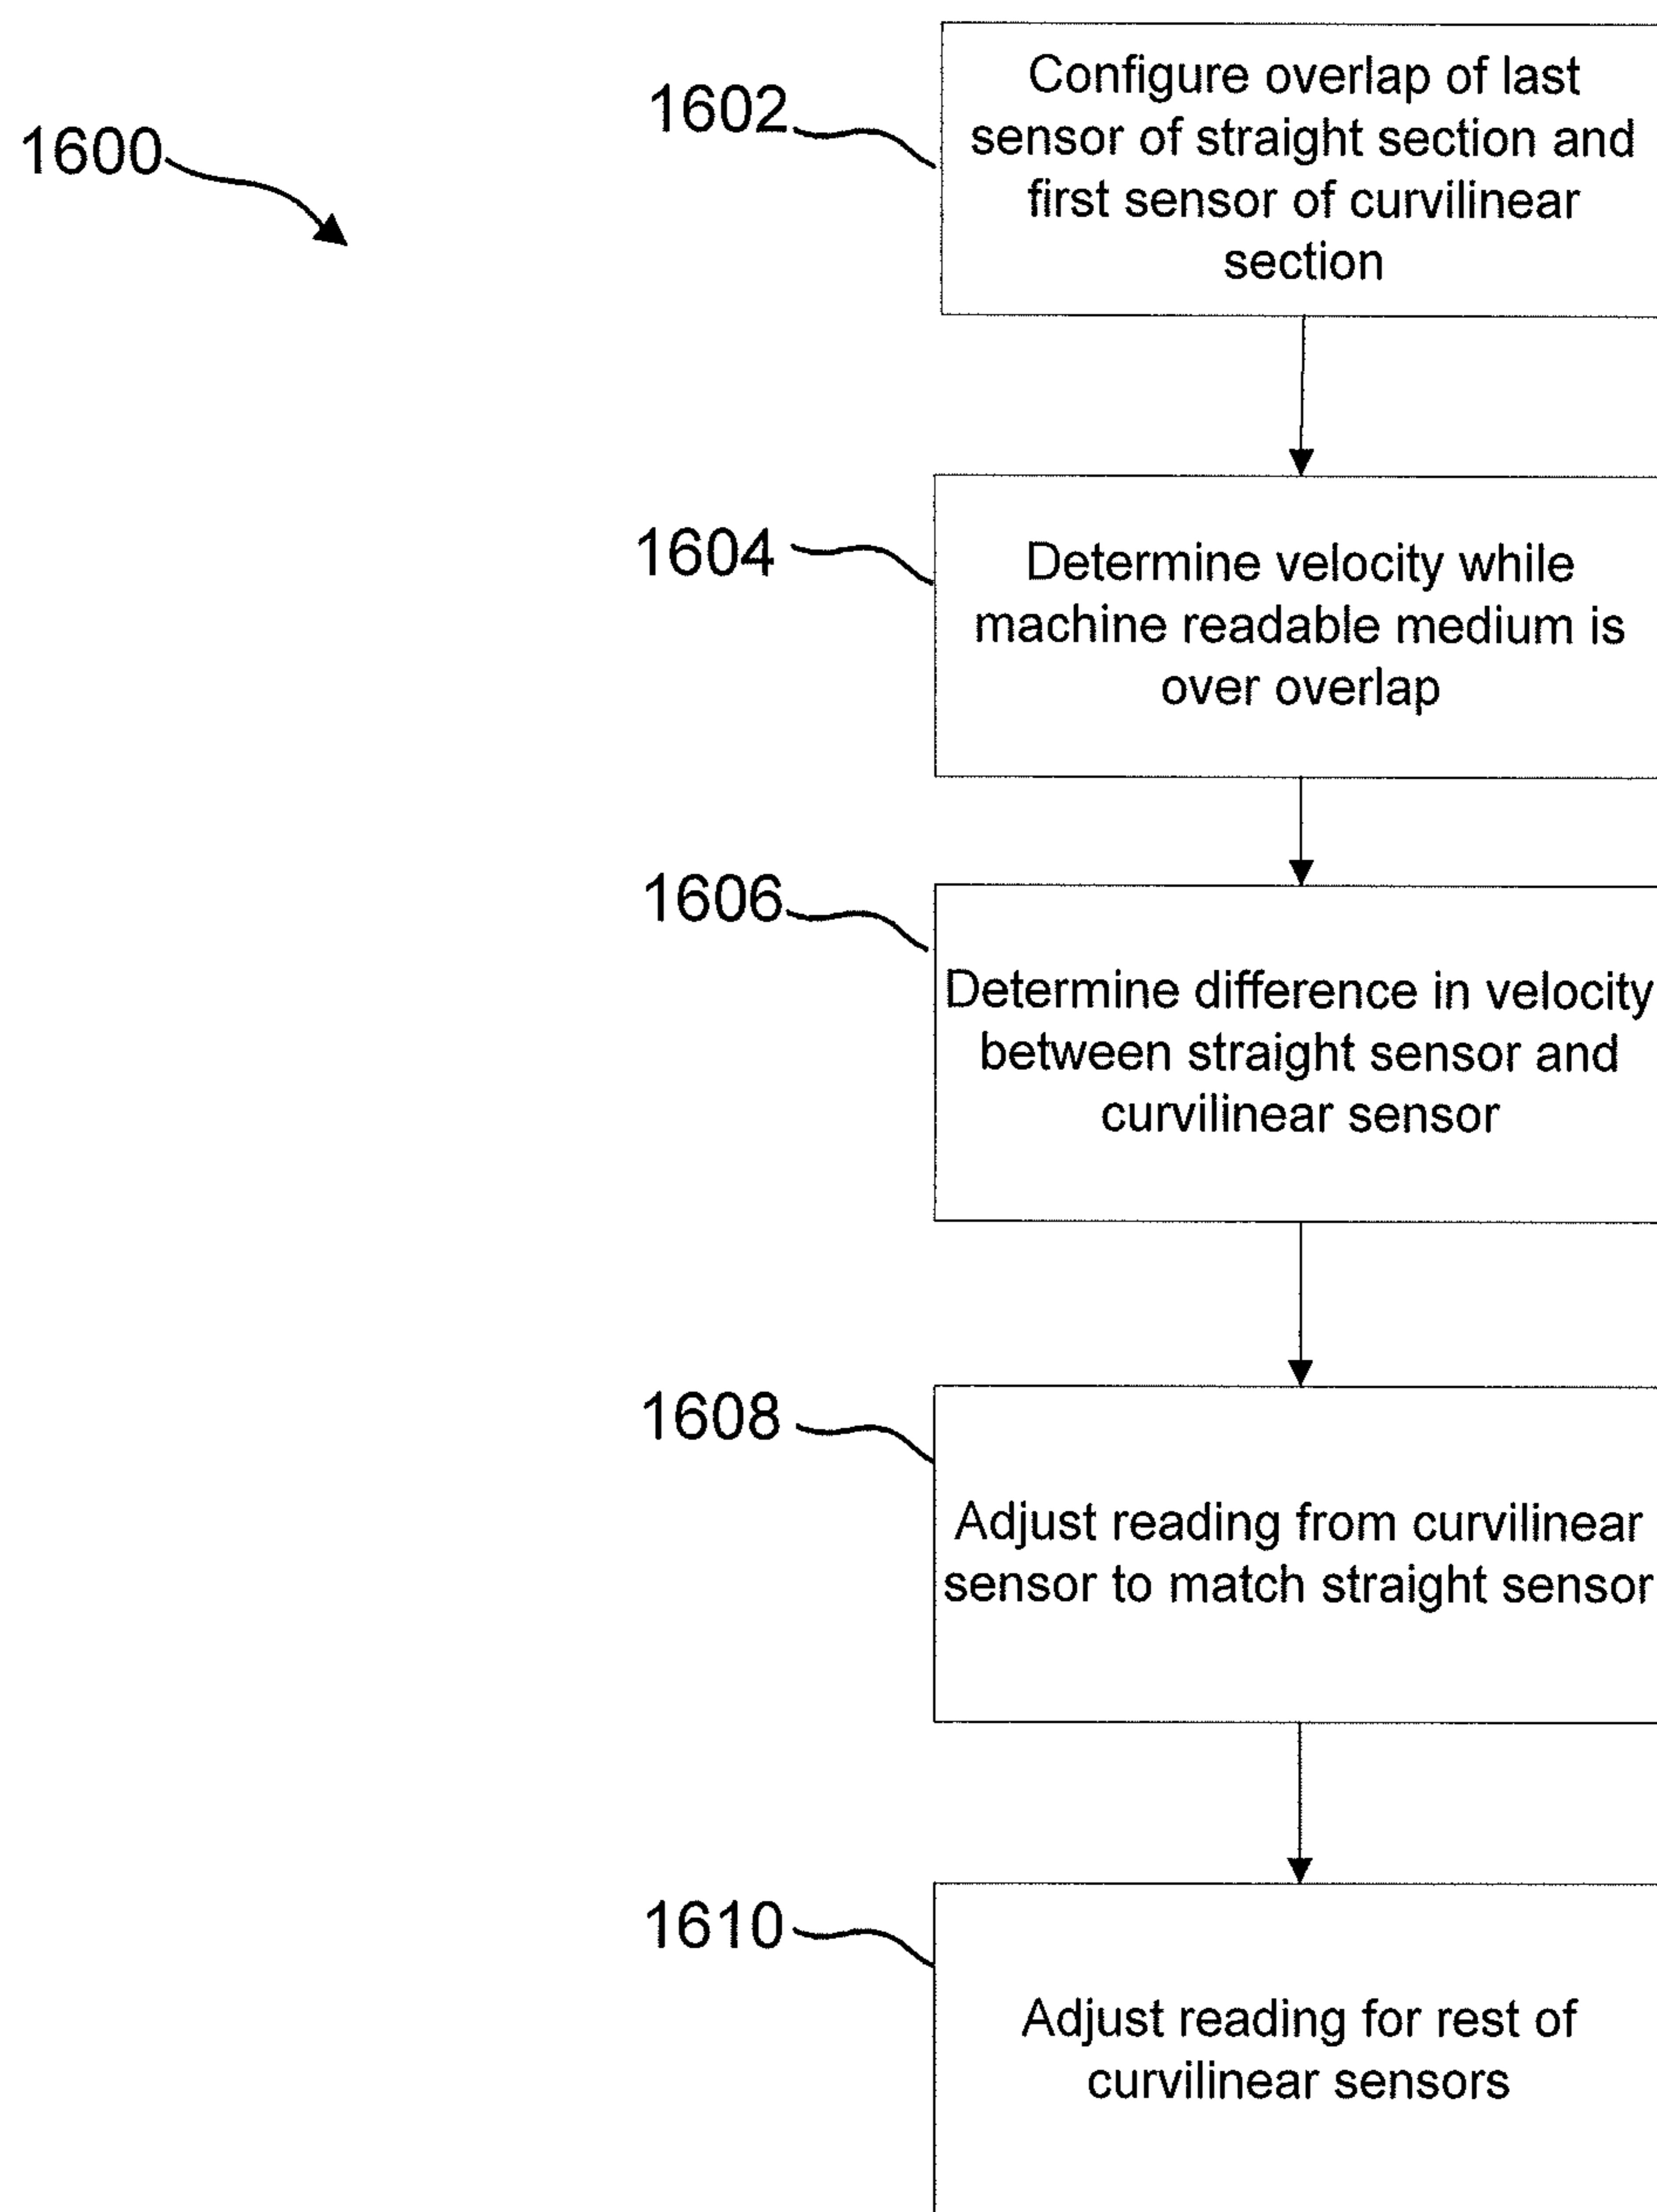 1600
1602
Configure overlap of last
sensor of straight section and
first sensor of curvilinear
section
1604
Determine velocity while
machine readable medium is
over overlap
1606
Determine difference in velocity
between straight sensor and
curvilinear sensor
1608
Adjust reading from curvilinear
sensor to match straight sensor
1610
Adjust reading for rest of
curvilinear sensors